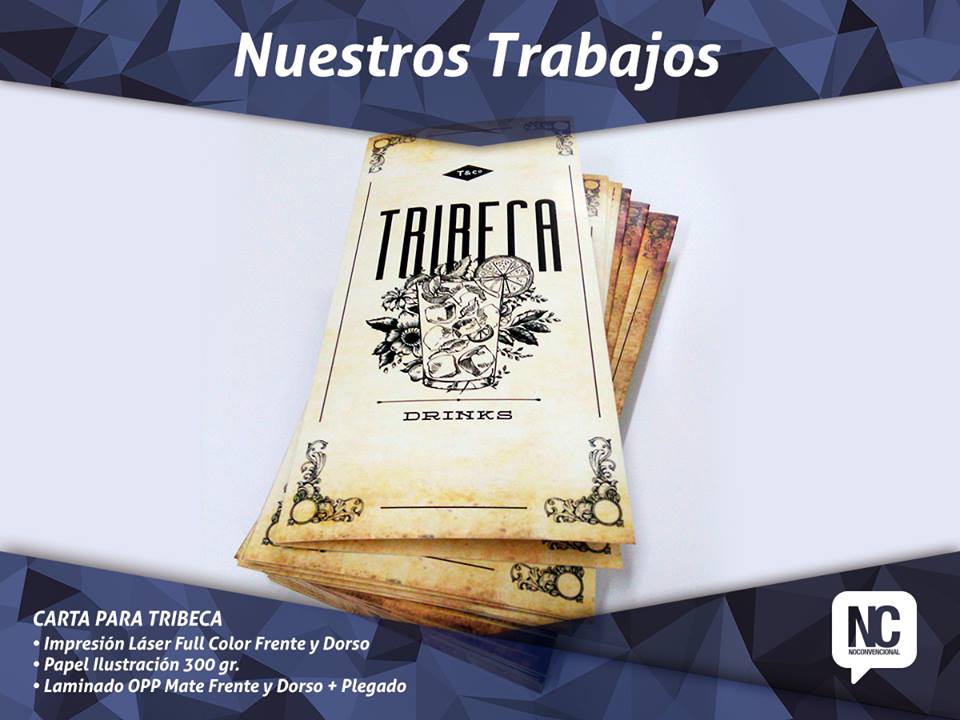 Nuestros Trabajos
T&Co
TRIBECA
DRINKS
CARTA PARA TRIBECA
• Impresión Láser Full Color Frente y Dorso
• Papel Ilustración 300 gr.
• Laminado OPP Mate Frente y Dorso + Plegado
NC
NOCONVENCIONAL